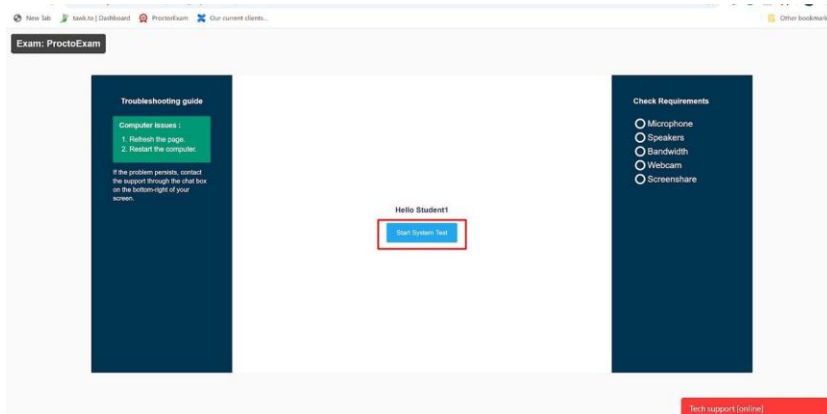 New Tab
tawk.to | Dashboard
ProctorExam
Our current clients...
Other bookmark
Exam: ProctoExam
Troubleshooting guide
Computer issues :
1. Refresh the page.
2. Restart the computer.
If the problem persists, contact
the support through the chat box
on the bottom-right of your
screen.
Hello Student1
Start System Test
Check Requirements
Microphone
Speakers
Bandwidth
Webcam
Screenshare
Tech support [online]